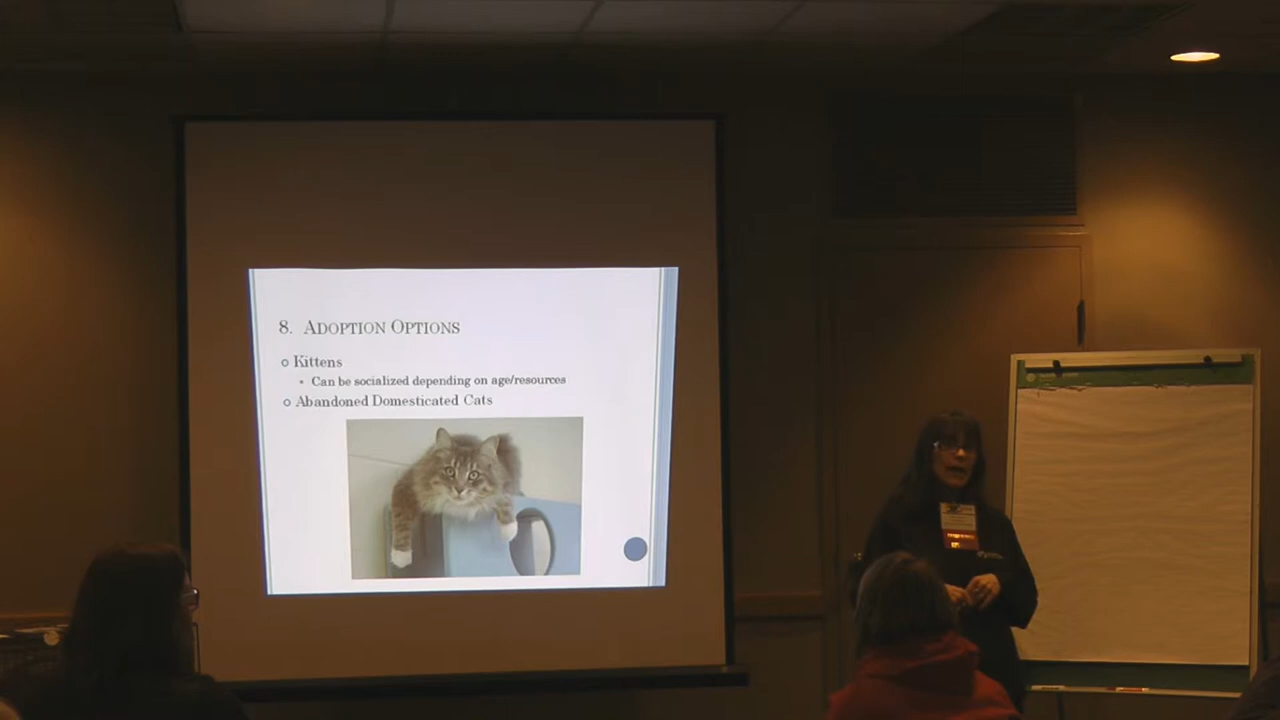 8. ADOPTION OPTIONS
Kittens
Can be socialized depending on age/resources
Abandoned Domesticated Cats